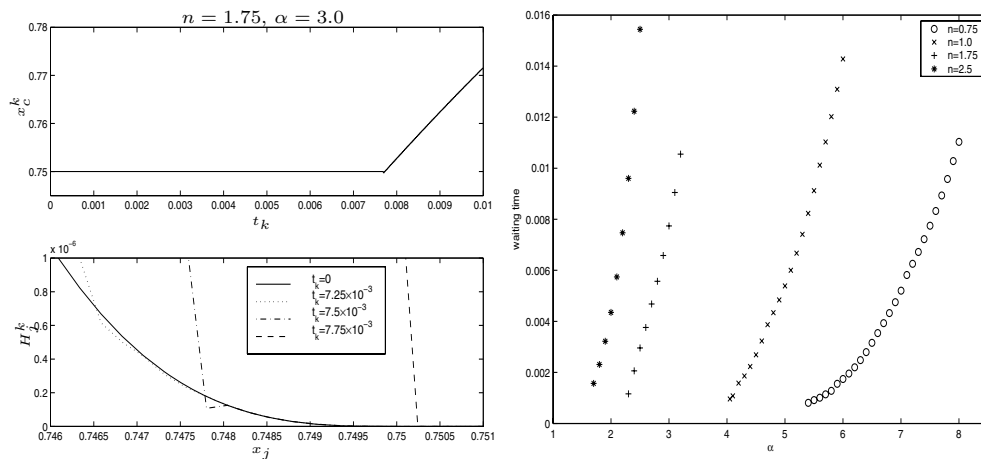 n = 1.75, α = 3.0
0.78
0.77
0.76
0.75
x_c^k
0 0.001 0.002 0.003 0.004 0.005 0.006 0.007 0.008 0.009 0.01
t_k
x 10^-6
1
0.8
0.6
0.4
0.2
0
H_j^k
t_k=0
t_k=7.25×10^-3
t_k=7.5×10^-3
t_k=7.75×10^-3
0.746 0.7465 0.747 0.7475 0.748 0.7485 0.749 0.7495 0.75 0.7505 0.751
x_j
0.016
0.014
0.012
0.01
0.008
0.006
0.004
0.002
0
waiting time
n=0.75
n=1.0
n=1.75
n=2.5
1 2 3 4 5 6 7 8
α